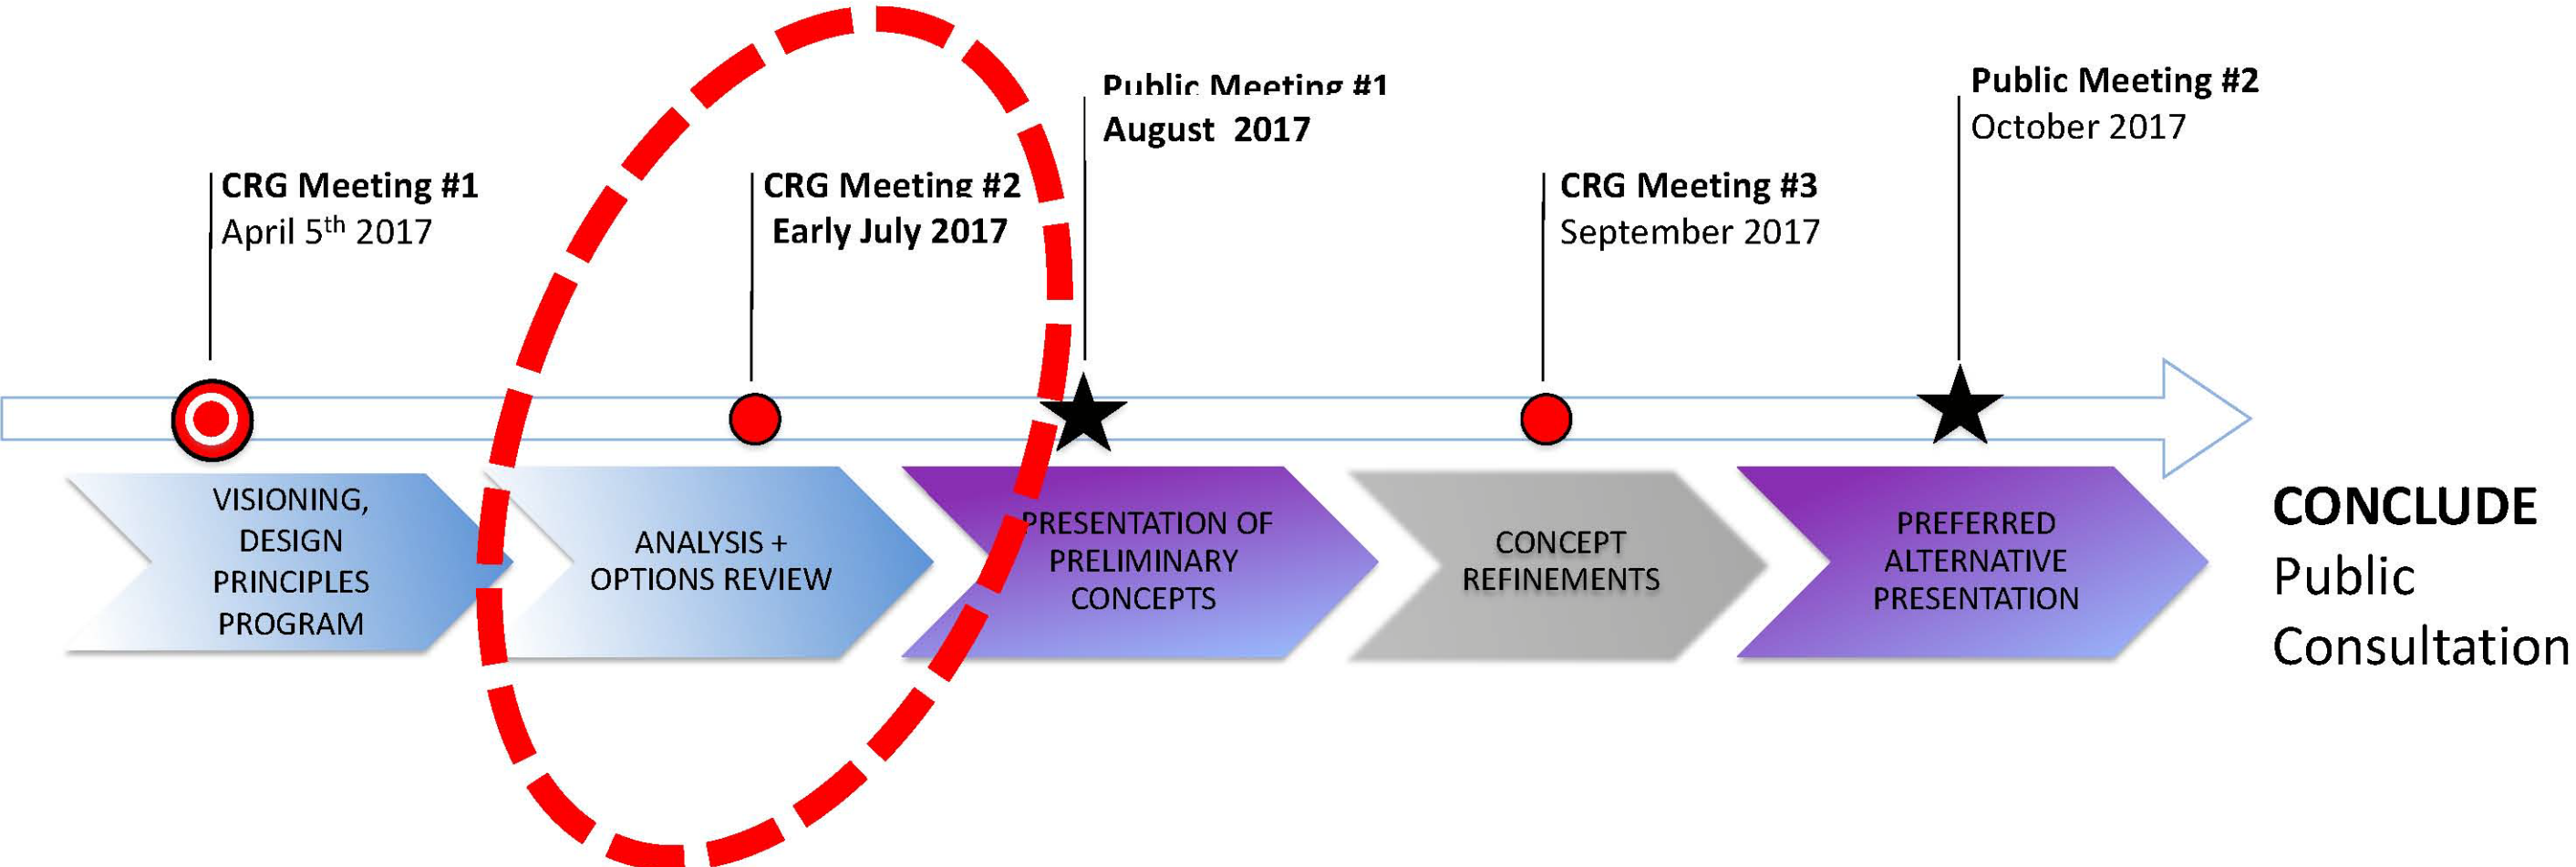 CRG Meeting #1
April 5th 2017
CRG Meeting #2
Early July 2017
Public Meeting #1
August 2017
CRG Meeting #3
September 2017
Public Meeting #2
October 2017
VISIONING,
DESIGN
PRINCIPLES
PROGRAM
ANALYSIS +
OPTIONS REVIEW
PRESENTATION OF
PRELIMINARY
CONCEPTS
CONCEPT
REFINEMENTS
PREFERRED
ALTERNATIVE
PRESENTATION
CONCLUDE
Public
Consultation